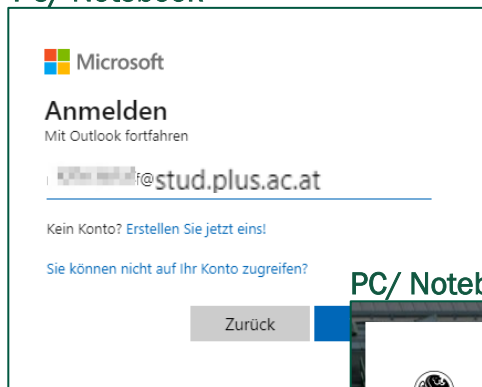 PC/ Notebook
Microsoft
Anmelden
Mit Outlook fortfahren
@stud.plus.ac.at
Kein Konto? Erstellen Sie jetzt eins!
Sie können nicht auf Ihr Konto zugreifen?
PC/ Noteb
Zurück